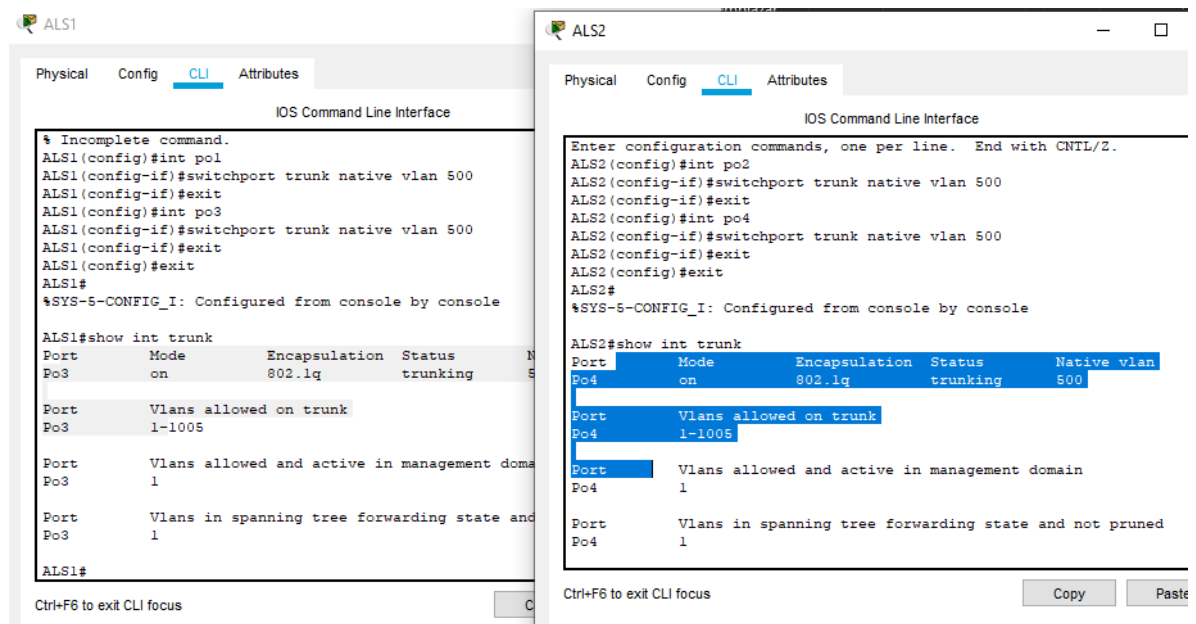 ALS1
Physical Config CLI Attributes
IOS Command Line Interface
% Incomplete command.
ALS1(config)#int po1
ALS1(config-if)#switchport trunk native vlan 500
ALS1(config-if)#exit
ALS1(config)#int po3
ALS1(config-if)#switchport trunk native vlan 500
ALS1(config-if)#exit
ALS1(config)#exit
ALS1#
%SYS-5-CONFIG_I: Configured from console by console

ALS1#show int trunk
Port Mode Encapsulation Status N
Po3 on 802.1q trunking 5

Port Vlans allowed on trunk
Po3 1-1005

Port Vlans allowed and active in management doma
Po3 1

Port Vlans in spanning tree forwarding state and
Po3 1

ALS1#
Ctrl+F6 to exit CLI focus
C
ALS2
Physical Config CLI Attributes
IOS Command Line Interface
Enter configuration commands, one per line. End with CNTL/Z.
ALS2(config)#int po2
ALS2(config-if)#switchport trunk native vlan 500
ALS2(config-if)#exit
ALS2(config)#int po4
ALS2(config-if)#switchport trunk native vlan 500
ALS2(config-if)#exit
ALS2(config)#exit
ALS2#
%SYS-5-CONFIG_I: Configured from console by console

ALS2#show int trunk
Port Mode Encapsulation Status Native vlan
Po4 on 802.1q trunking 500

Port Vlans allowed on trunk
Po4 1-1005

Port Vlans allowed and active in management domain
Po4 1

Port Vlans in spanning tree forwarding state and not pruned
Po4 1
Ctrl+F6 to exit CLI focus
Copy Paste